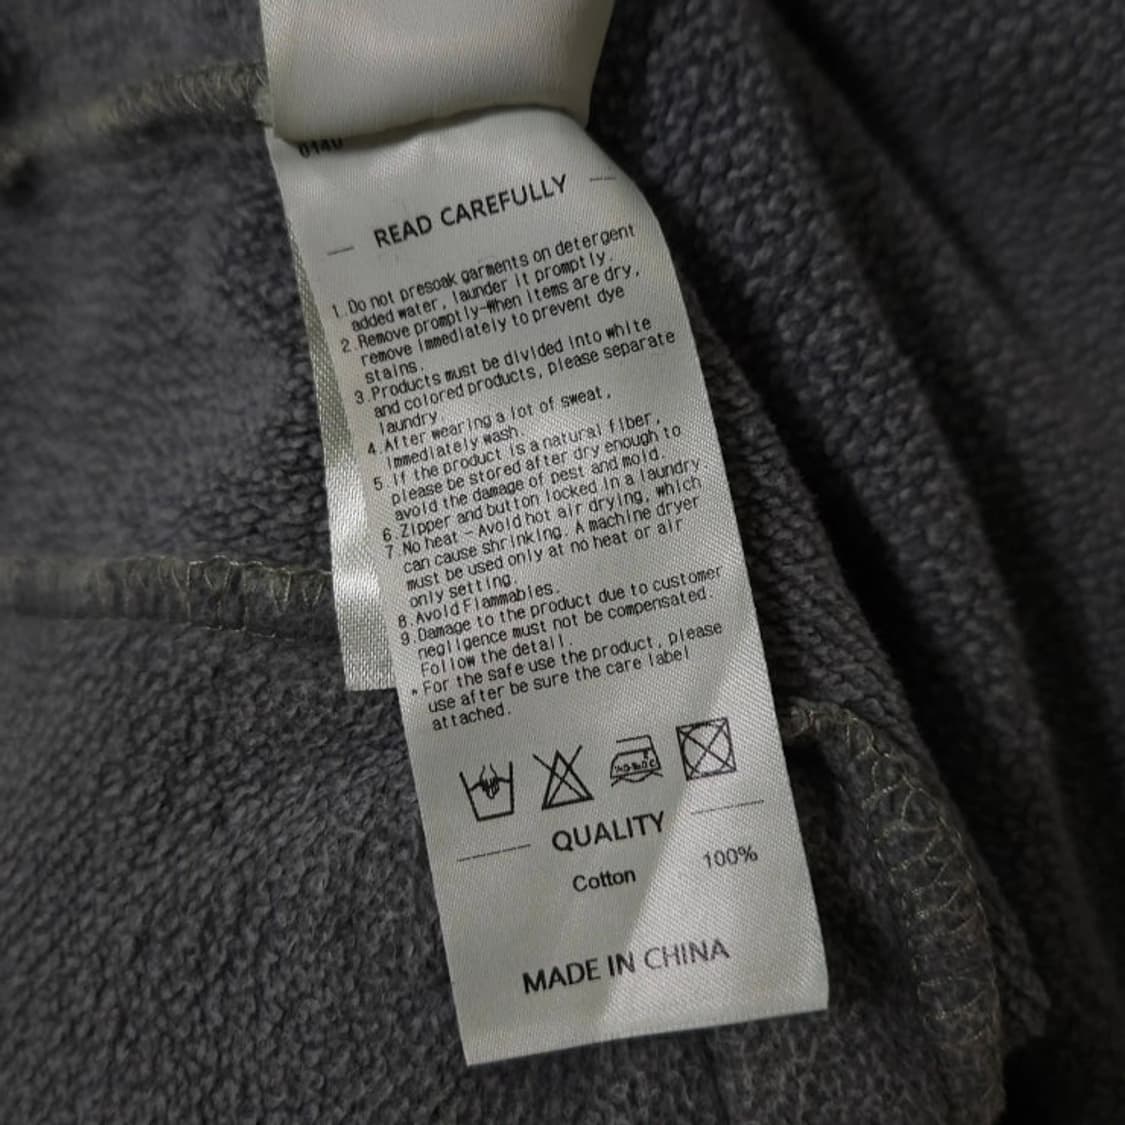 0140
READ CAREFULLY
1.Do not presoak garments on detergent
added water, launder it promptly.
2.Remove promptly-When items are dry,
remove immediately to prevent dye
stains.
3.Products must be divided into white
and colored products, please separate
laundry
4.After wearing a lot of sweat,
immediately wash.
5.If the product is a natural fiber,
please be stored after dry enough to
avoid the damage of pest and mold.
6.Zipper and button locked in a laundry.
7.No heat - Avoid hot air drying, which
can cause shrinking. A machine dryer
must be used only at no heat or air
only setting.
8.Avoid Flammables.
9.Damage to the product due to customer
negligence must not be compensated.
Follow the detail.
* For the safe use the product, please
use after be sure the care label
attached.
QUALITY
Cotton 100%
MADE IN CHINA